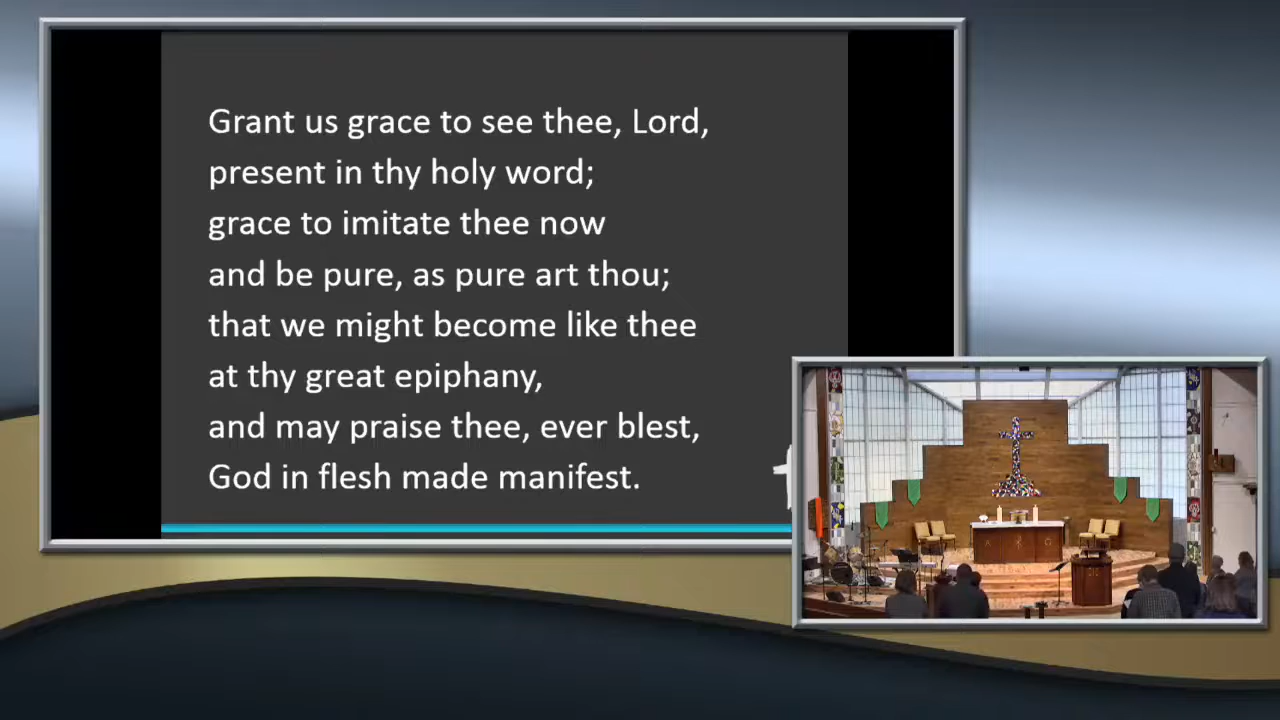 Grant us grace to see thee, Lord,
present in thy holy word;
grace to imitate thee now
and be pure, as pure art thou;
that we might become like thee
at thy great epiphany,
and may praise thee, ever blest,
God in flesh made manifest.